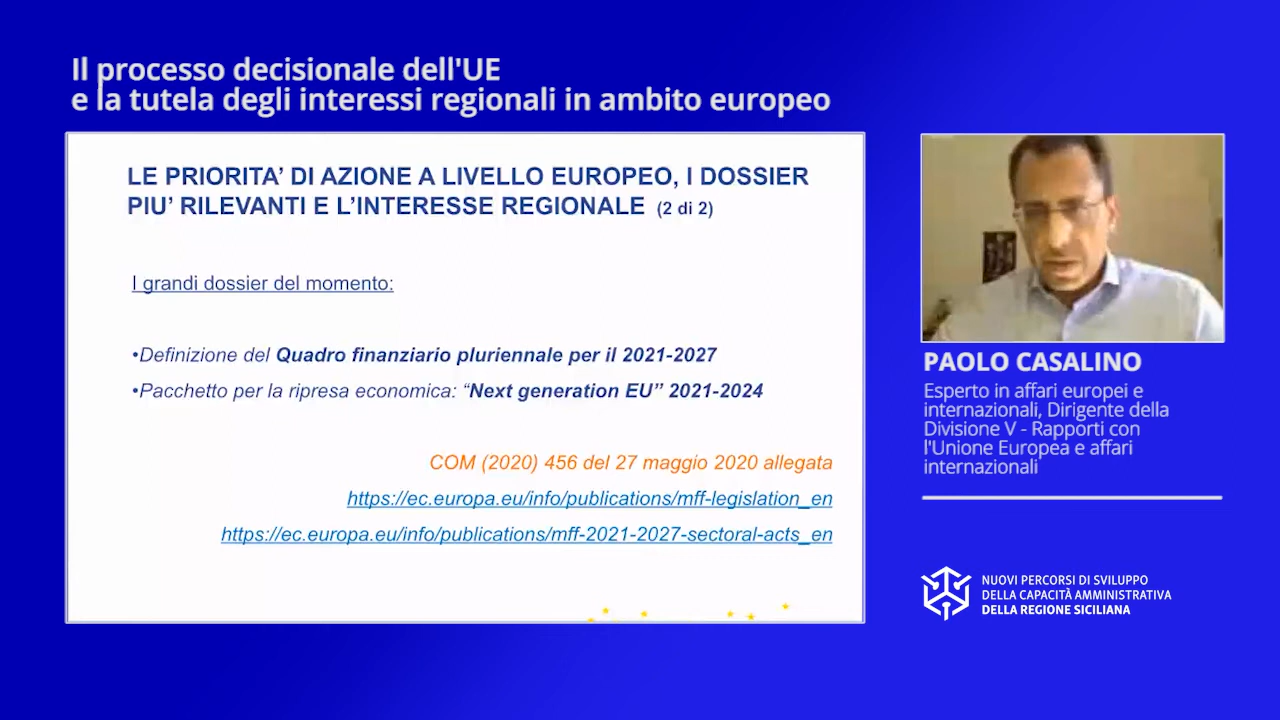 Il processo decisionale dell'UE
e la tutela degli interessi regionali in ambito europeo
LE PRIORITA' DI AZIONE A LIVELLO EUROPEO, I DOSSIER
PIU' RILEVANTI E L'INTERESSE REGIONALE (2 di 2)
I grandi dossier del momento:
•Definizione del Quadro finanziario pluriennale per il 2021-2027
•Pacchetto per la ripresa economica: “Next generation EU” 2021-2024
COM (2020) 456 del 27 maggio 2020 allegata
https://ec.europa.eu/info/publications/mff-legislation_en
https://ec.europa.eu/info/publications/mff-2021-2027-sectoral-acts_en
PAOLO CASALINO
Esperto in affari europei e
internazionali, Dirigente della
Divisione V - Rapporti con
l'Unione Europea e affari
internazionali
NUOVI PERCORSI DI SVILUPPO
DELLA CAPACITÀ AMMINISTRATIVA
DELLA REGIONE SICILIANA